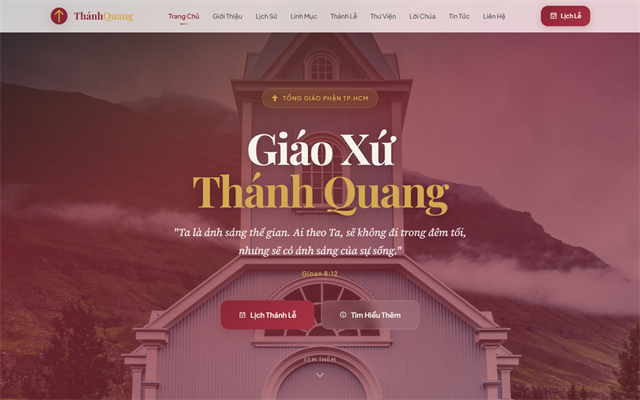 ThánhQuang
Trang Chủ Giới Thiệu Lịch Sử Linh Mục Thánh Lễ Thư Viện Lời Chúa Tin Tức Liên Hệ
Lịch Lễ
TỔNG GIÁO PHẬN TP.HCM
Giáo Xứ
Thánh Quang
"Ta là ánh sáng thế gian. Ai theo Ta, sẽ không đi trong đêm tối,
nhưng sẽ có ánh sáng của sự sống."
Gioan 8:12
Lịch Thánh Lễ
Tìm Hiểu Thêm
XEM THÊM